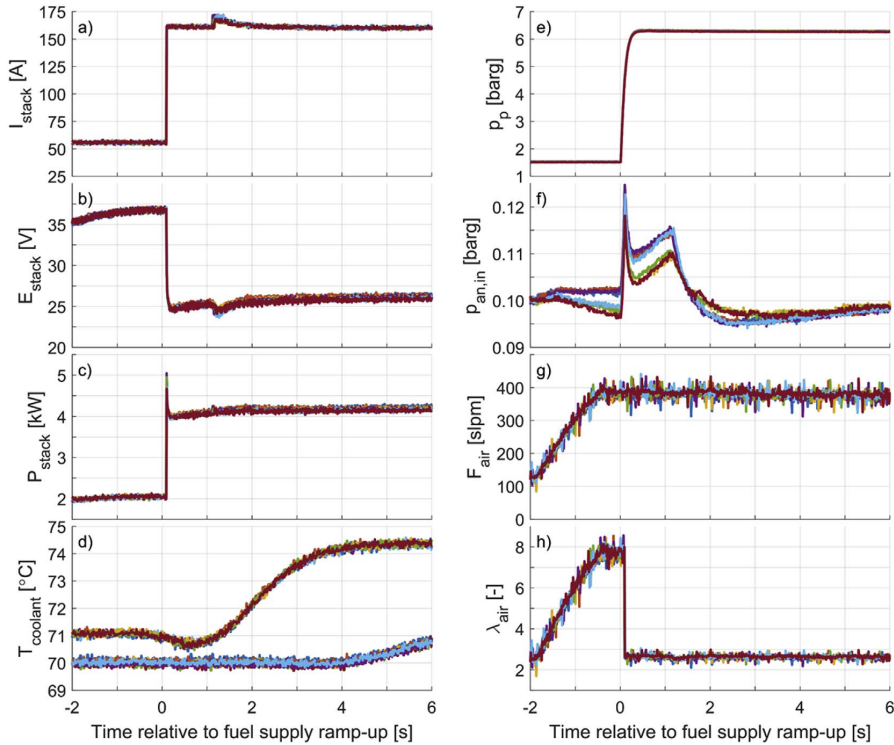 a)
I_stack [A]
175
150
125
100
75
50
25
b)
E_stack [V]
35
30
25
20
c)
P_stack [kW]
5
4
3
2
d)
T_coolant [°C]
75
74
73
72
71
70
69
-2 0 2 4 6
Time relative to fuel supply ramp-up [s]
e)
p_p [barg]
7
6
5
4
3
2
1
f)
p_an,in [barg]
0.12
0.11
0.10
0.09
g)
F_air [slpm]
400
300
200
100
0
h)
λ_air [-]
8
6
4
2
-2 0 2 4 6
Time relative to fuel supply ramp-up [s]